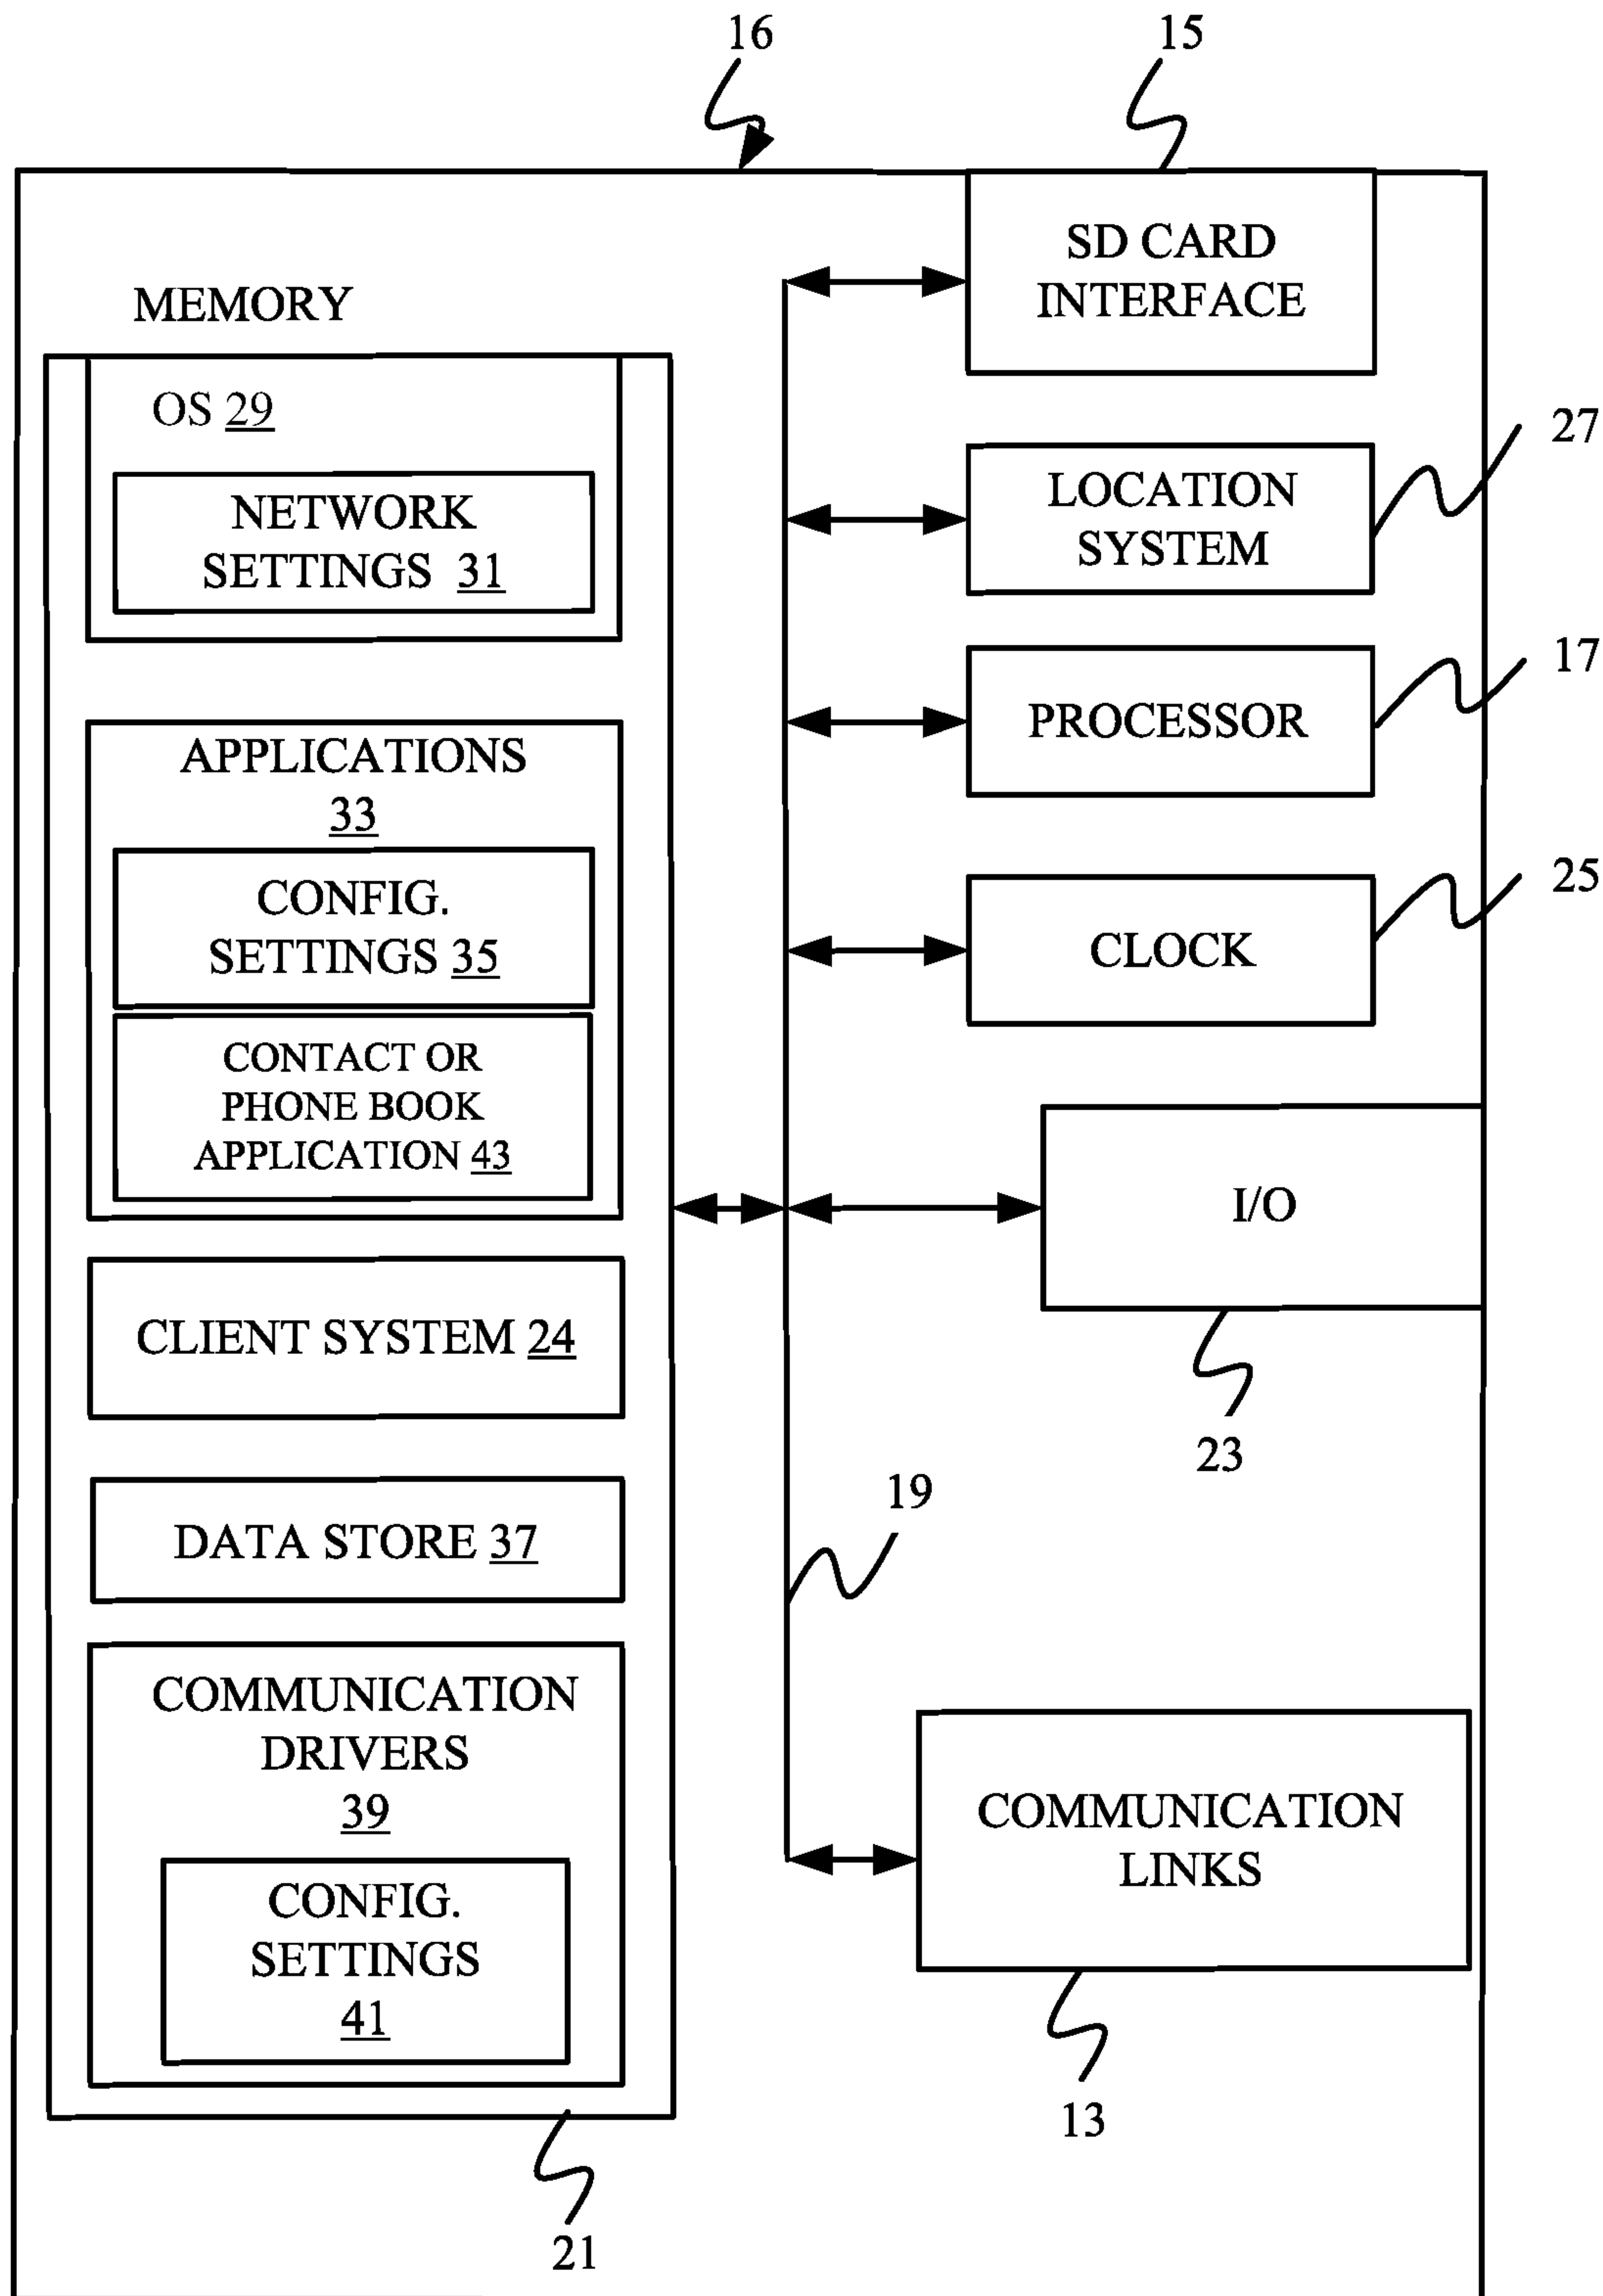 16
15
SD CARD
INTERFACE
MEMORY
OS 29
NETWORK
SETTINGS 31
27
LOCATION
SYSTEM
17
PROCESSOR
APPLICATIONS
33
CONFIG.
SETTINGS 35
25
CLOCK
CONTACT OR
PHONE BOOK
APPLICATION 43
I/O
CLIENT SYSTEM 24
23
19
DATA STORE 37
COMMUNICATION
DRIVERS
39
CONFIG.
SETTINGS
41
COMMUNICATION
LINKS
13
21